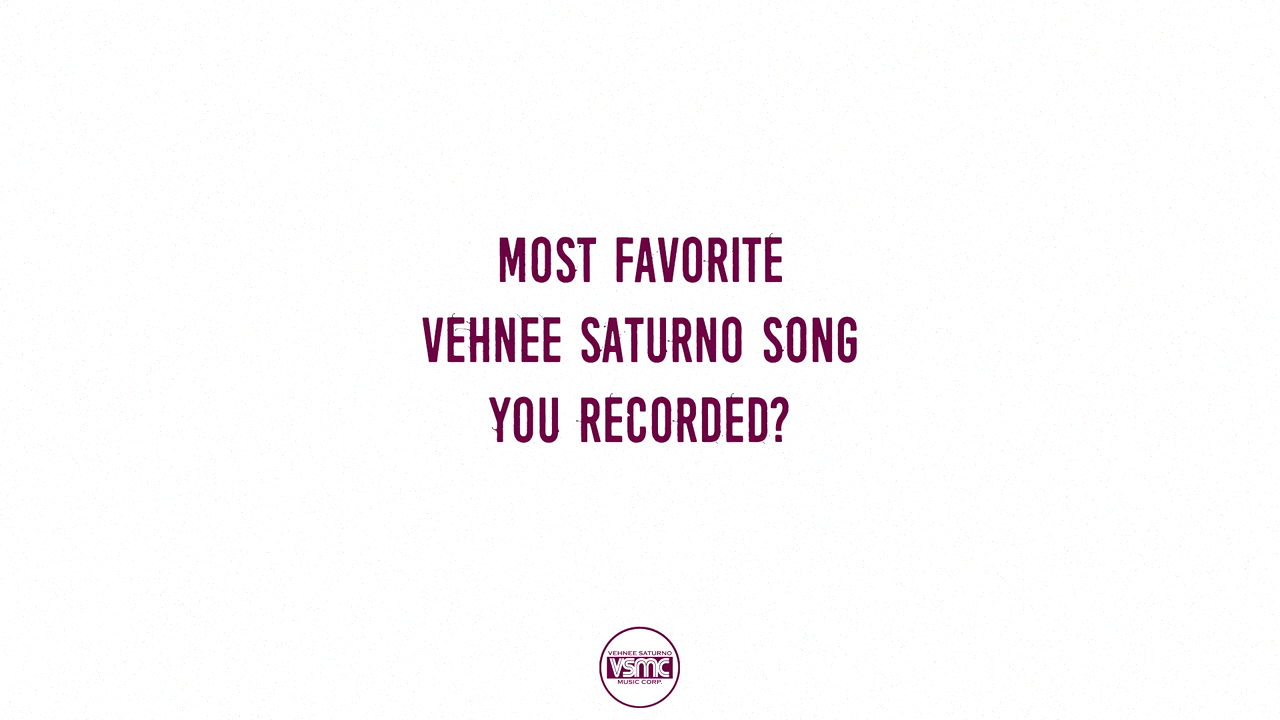 MOST FAVORITE
VEHNEE SATURNO SONG
YOU RECORDED?
VEHNEE SATURNO
VSMC
MUSIC CORP.